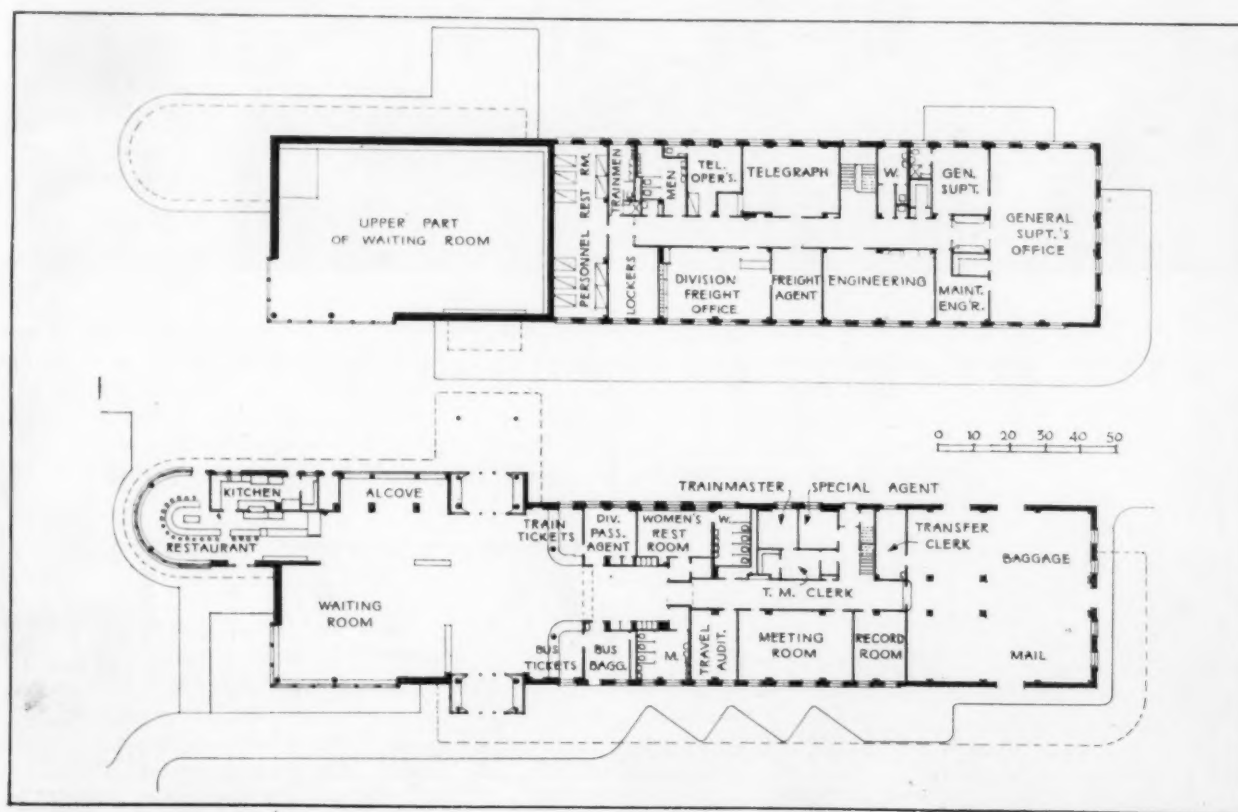 UPPER PART
OF WAITING ROOM
PERSONNEL REST RM.
TRAINMEN
LOCKERS
MEN
TEL.
OPER'S.
TELEGRAPH
W.
GEN.
SUPT.
GENERAL
SUPT.'S
OFFICE
DIVISION
FREIGHT
OFFICE
FREIGHT
AGENT
ENGINEERING
MAINT.
ENG'R.
0 10 20 30 40 50
KITCHEN
ALCOVE
RESTAURANT
WAITING
ROOM
TRAIN
TICKETS
DIV.
PASS.
AGENT
WOMEN'S
REST
ROOM
W.
TRAINMASTER
SPECIAL AGENT
TRANSFER
CLERK
BAGGAGE
T. M. CLERK
BUS
TICKETS
BUS
BAGG.
M.
TRAVEL
AUDIT.
MEETING
ROOM
RECORD
ROOM
MAIL